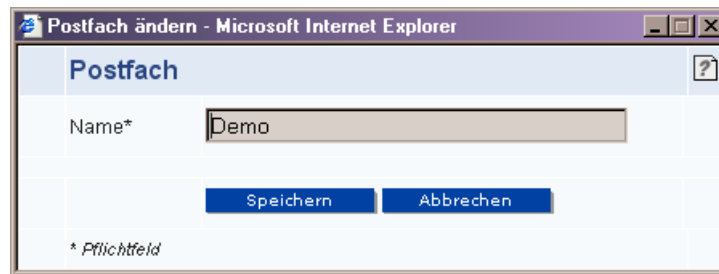 Postfach ändern - Microsoft Internet Explorer
Postfach
?
Name*
Demo
Speichern Abbrechen
* Pflichtfeld